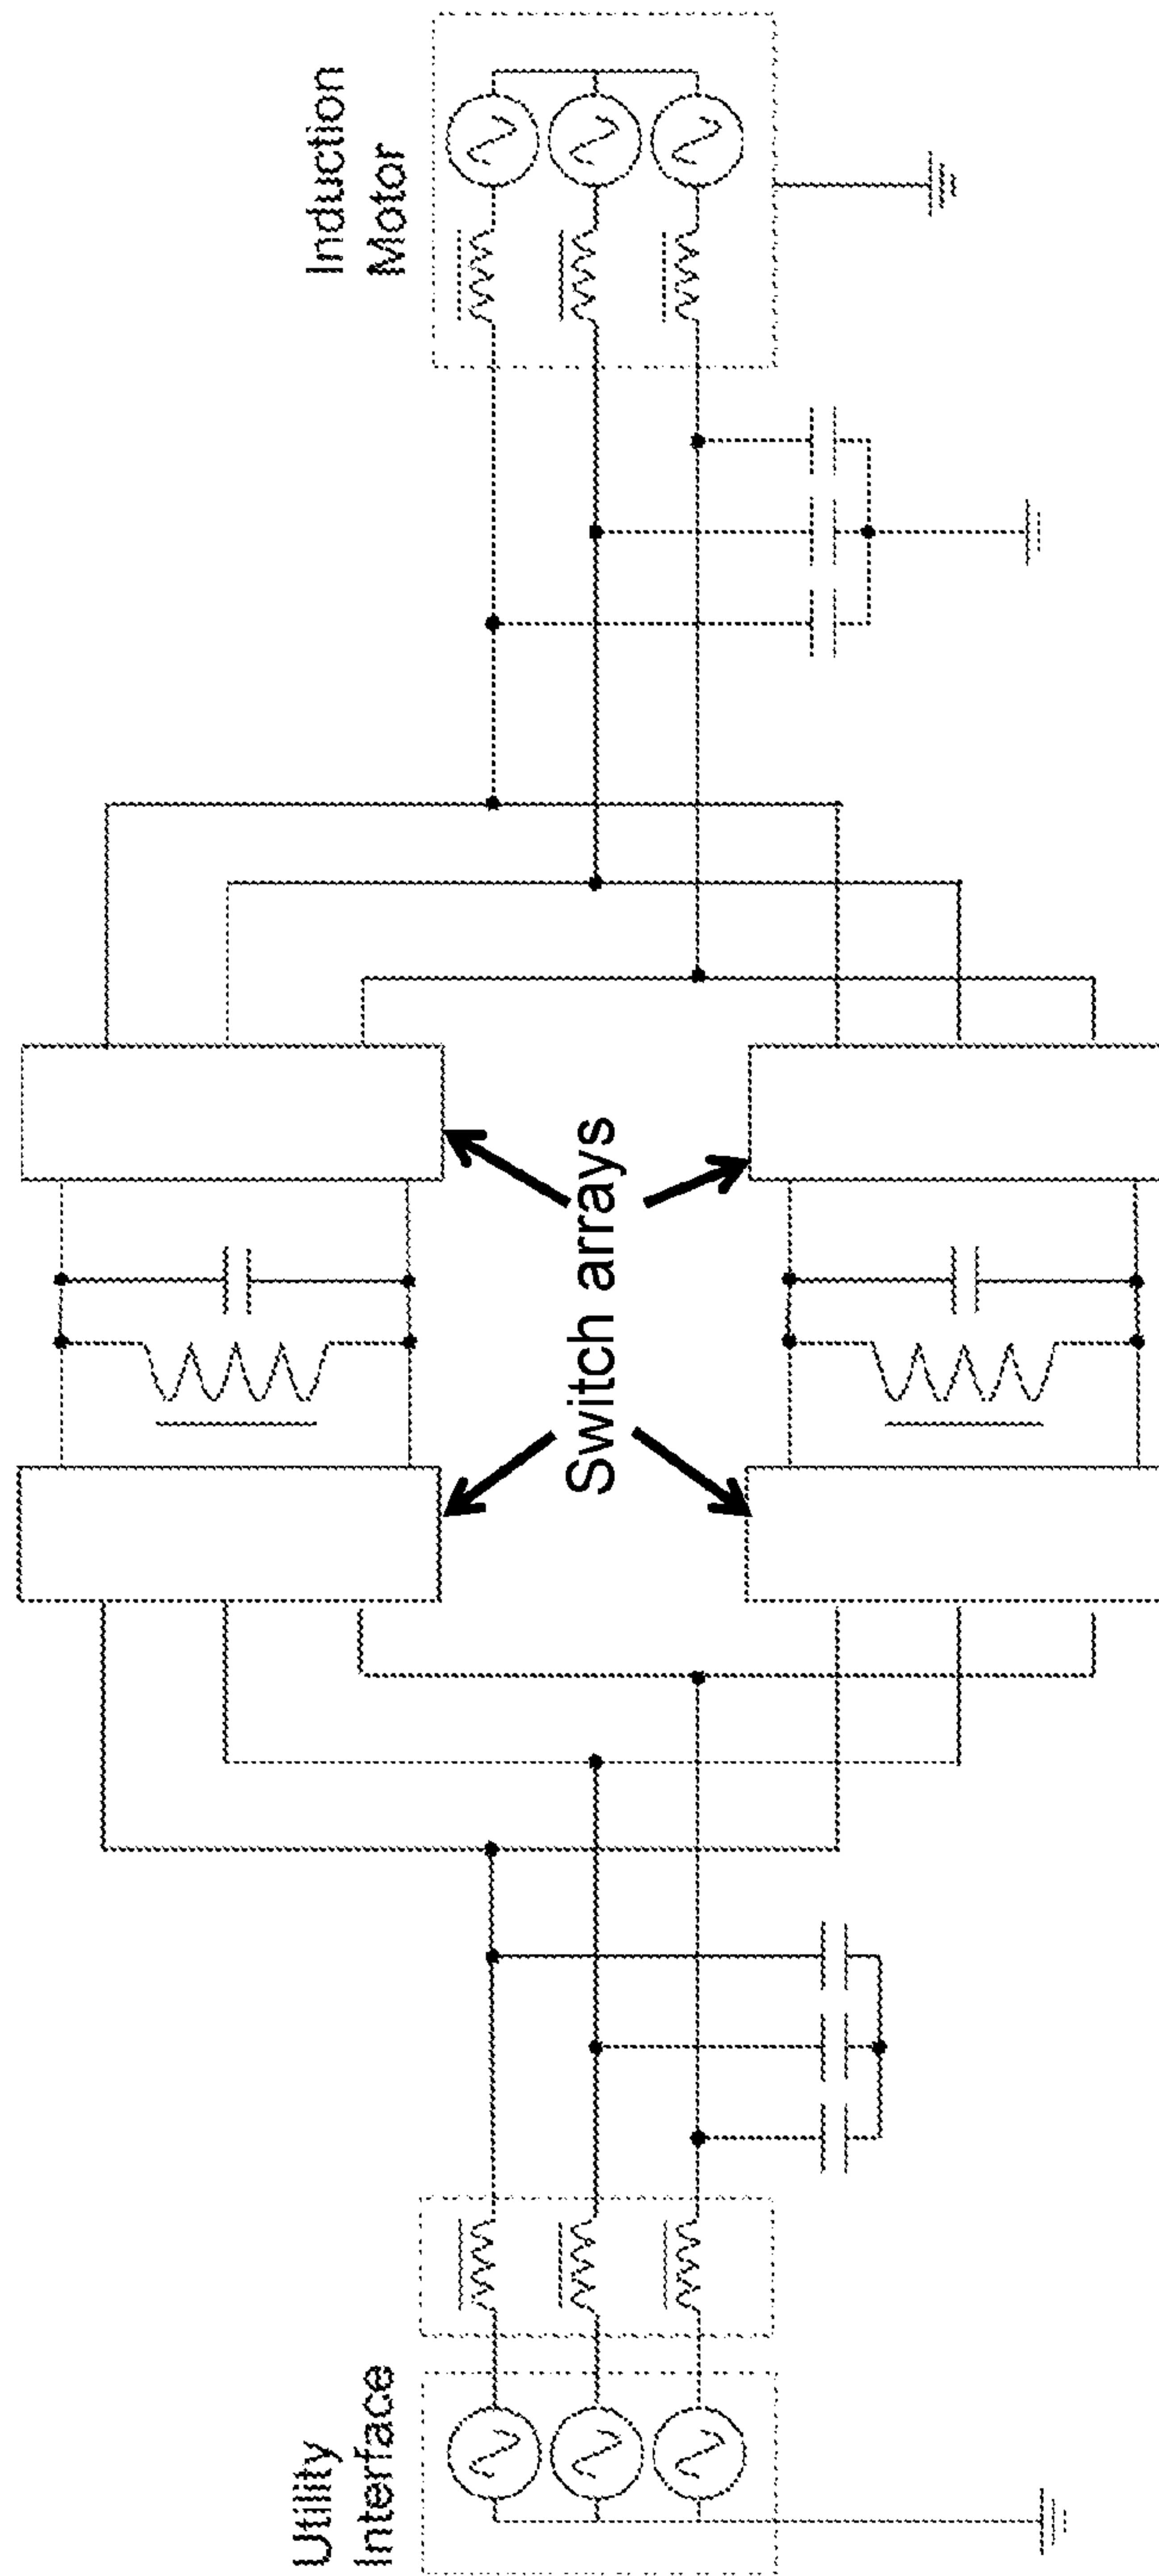 Utility
Interface
Switch arrays
Induction
Motor